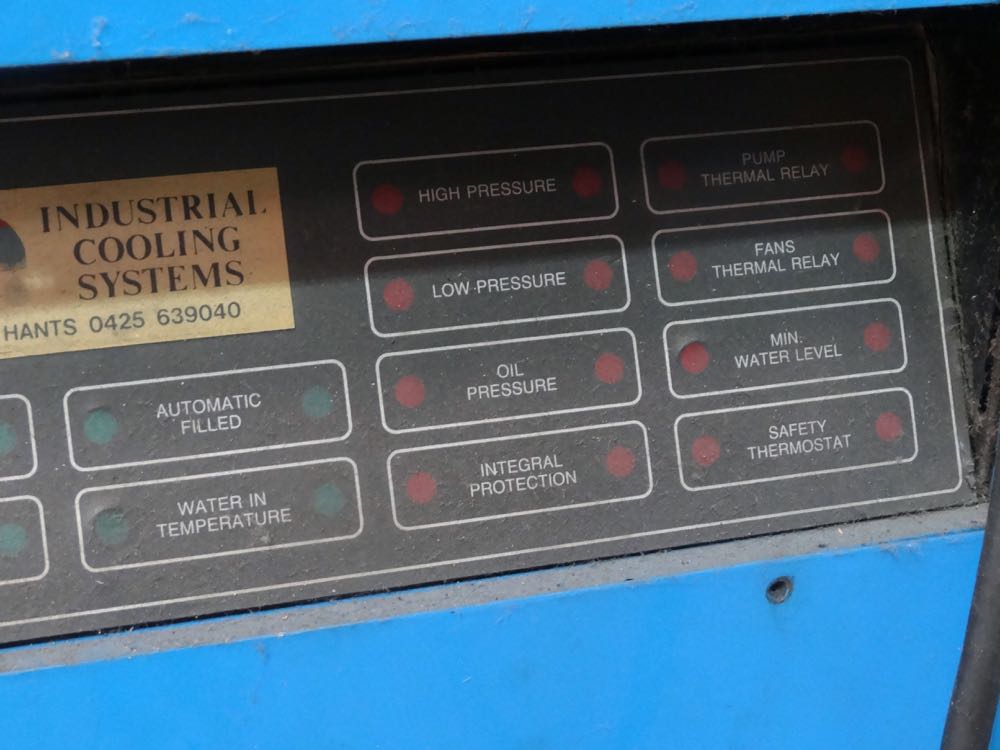 INDUSTRIAL
COOLING
SYSTEMS
HANTS 0425 639040
AUTOMATIC
FILLED
WATER IN
TEMPERATURE
HIGH PRESSURE
LOW PRESSURE
OIL
PRESSURE
INTEGRAL
PROTECTION
PUMP
THERMAL RELAY
FANS
THERMAL RELAY
MIN.
WATER LEVEL
SAFETY
THERMOSTAT